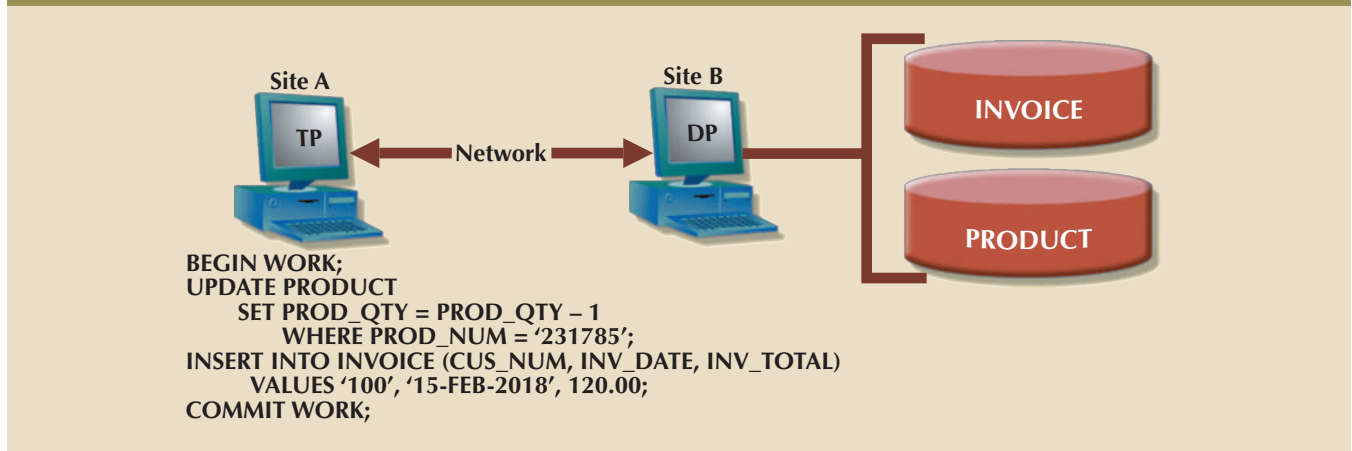 Site A
Site B
TP
Network
DP
INVOICE
PRODUCT
BEGIN WORK;
UPDATE PRODUCT
SET PROD_QTY = PROD_QTY – 1
WHERE PROD_NUM = ‘231785’;
INSERT INTO INVOICE (CUS_NUM, INV_DATE, INV_TOTAL)
VALUES ‘100’, ‘15-FEB-2018’, 120.00;
COMMIT WORK;